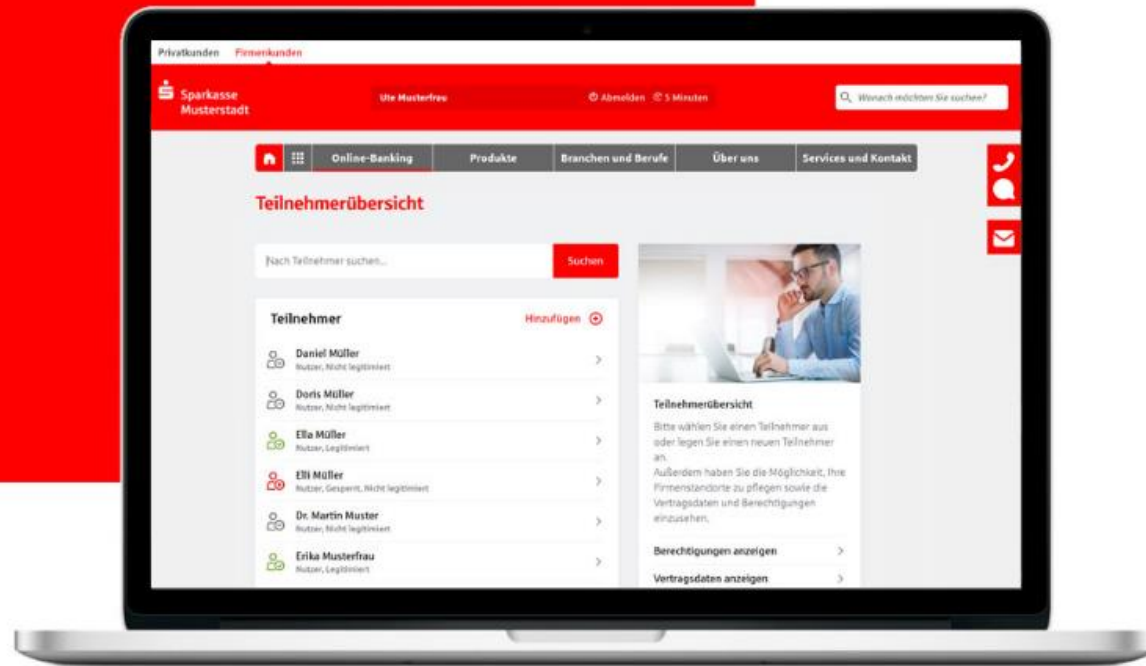 Privatkunden Firmenkunden
Sparkasse
Musterstadt
Ute Musterfrau
Abmelden
5 Minuten
Wonach möchten Sie suchen?
Online-Banking
Produkte
Branchen und Berufe
Über uns
Services und Kontakt
Teilnehmerübersicht
Nach Teilnehmer suchen...
Suchen
Teilnehmer
Hinzufügen
Daniel Müller
Nutzer, Nicht legitimiert
Doris Müller
Nutzer, Nicht legitimiert
Ella Müller
Nutzer, Legitimiert
Elli Müller
Nutzer, Gesperrt, Nicht legitimiert
Dr. Martin Muster
Nutzer, Nicht legitimiert
Erika Musterfrau
Nutzer, Legitimiert
Teilnehmerübersicht
Bitte wählen Sie einen Teilnehmer aus
oder legen Sie einen neuen Teilnehmer
an.
Außerdem haben Sie die Möglichkeit, Ihre
Firmenstandorte zu pflegen sowie die
Vertragsdaten und Berechtigungen
einzusehen.
Berechtigungen anzeigen
Vertragsdaten anzeigen